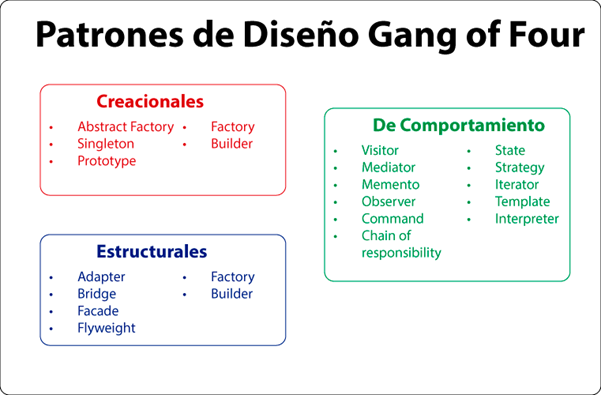 Patrones de Diseño Gang of Four
Creacionales
• Abstract Factory • Factory
• Singleton • Builder
• Prototype
De Comportamiento
• Visitor • State
• Mediator • Strategy
• Memento • Iterator
• Observer • Template
• Command • Interpreter
• Chain of
responsibility
Estructurales
• Adapter • Factory
• Bridge • Builder
• Facade
• Flyweight